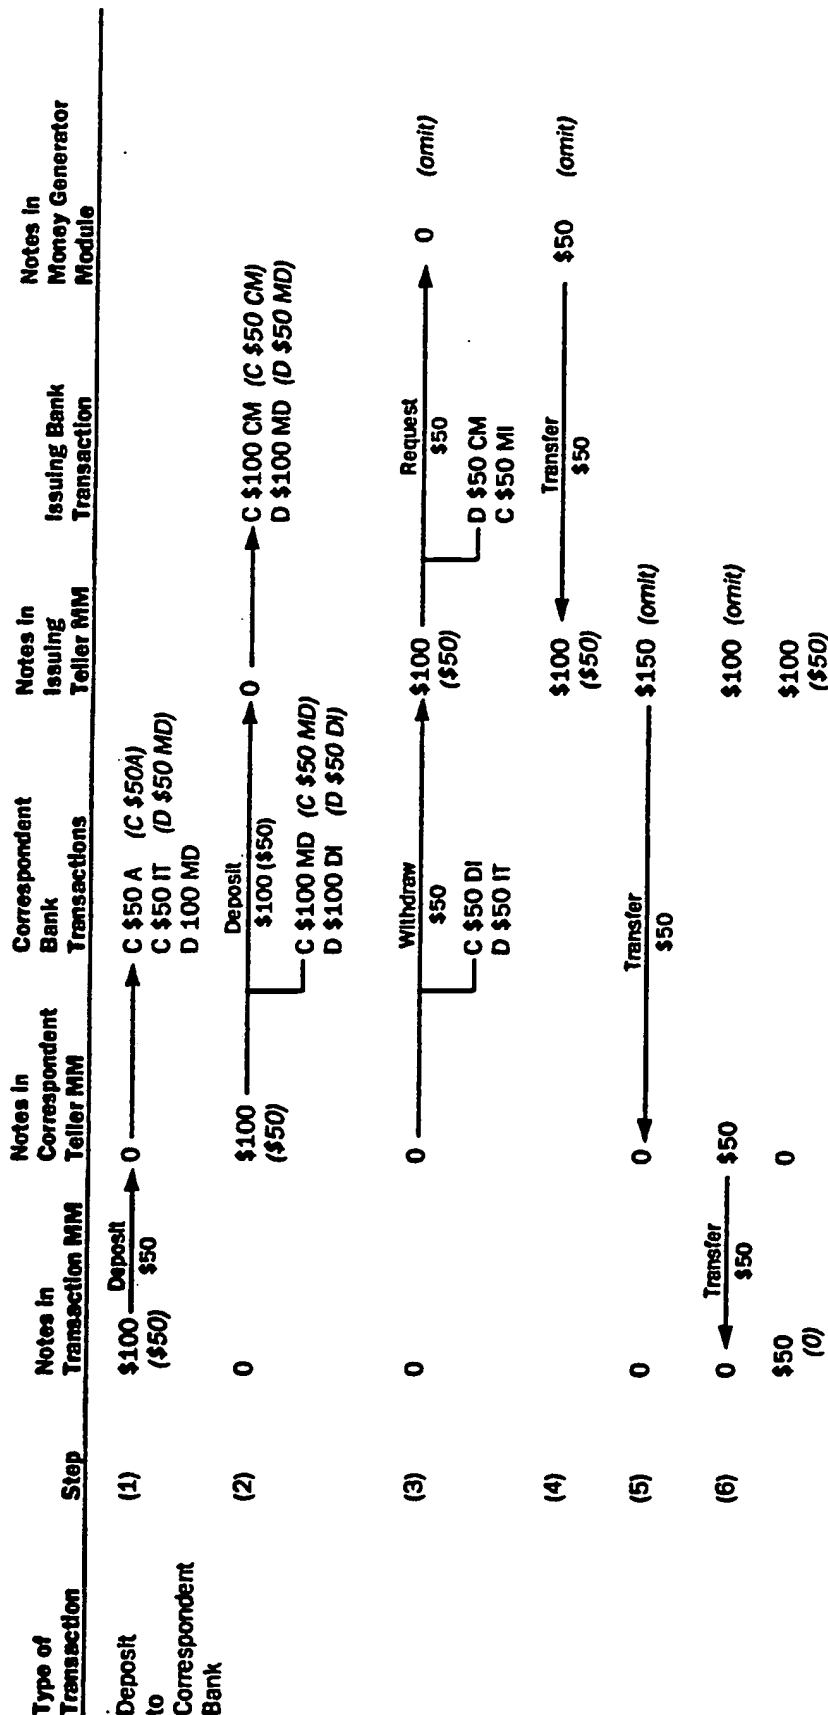 Type of
Transaction
Step
Notes in
Transaction MM
Notes in
Correspondent
Teller MM
Correspondent
Bank
Transactions
Notes in
Issuing
Teller MM
Issuing Bank
Transaction
Notes in
Money Generator
Module
Deposit
to
Correspondent
Bank
(1)
$100
($50)
Deposit
$50
0
C $50 A (C $50A)
C $50 IT (D $50 MD)
D 100 MD
(2)
0
$100
($50)
Deposit
$100 ($50)
C $100 MD (C $50 MD)
D $100 DI (D $50 DI)
0
C $100 CM (C $50 CM)
D $100 MD (D $50 MD)
(3)
0
0
Withdraw
$50
C $50 DI
D $50 IT
$100
($50)
Request
$50
D $50 CM
C $50 MI
0 (omit)
(4)
$100
($50)
Transfer
$50
$50 (omit)
(5)
0
0
Transfer
$50
$150 (omit)
(6)
0
Transfer
$50
$50
$100 (omit)
$50
(0)
0
$100
($50)